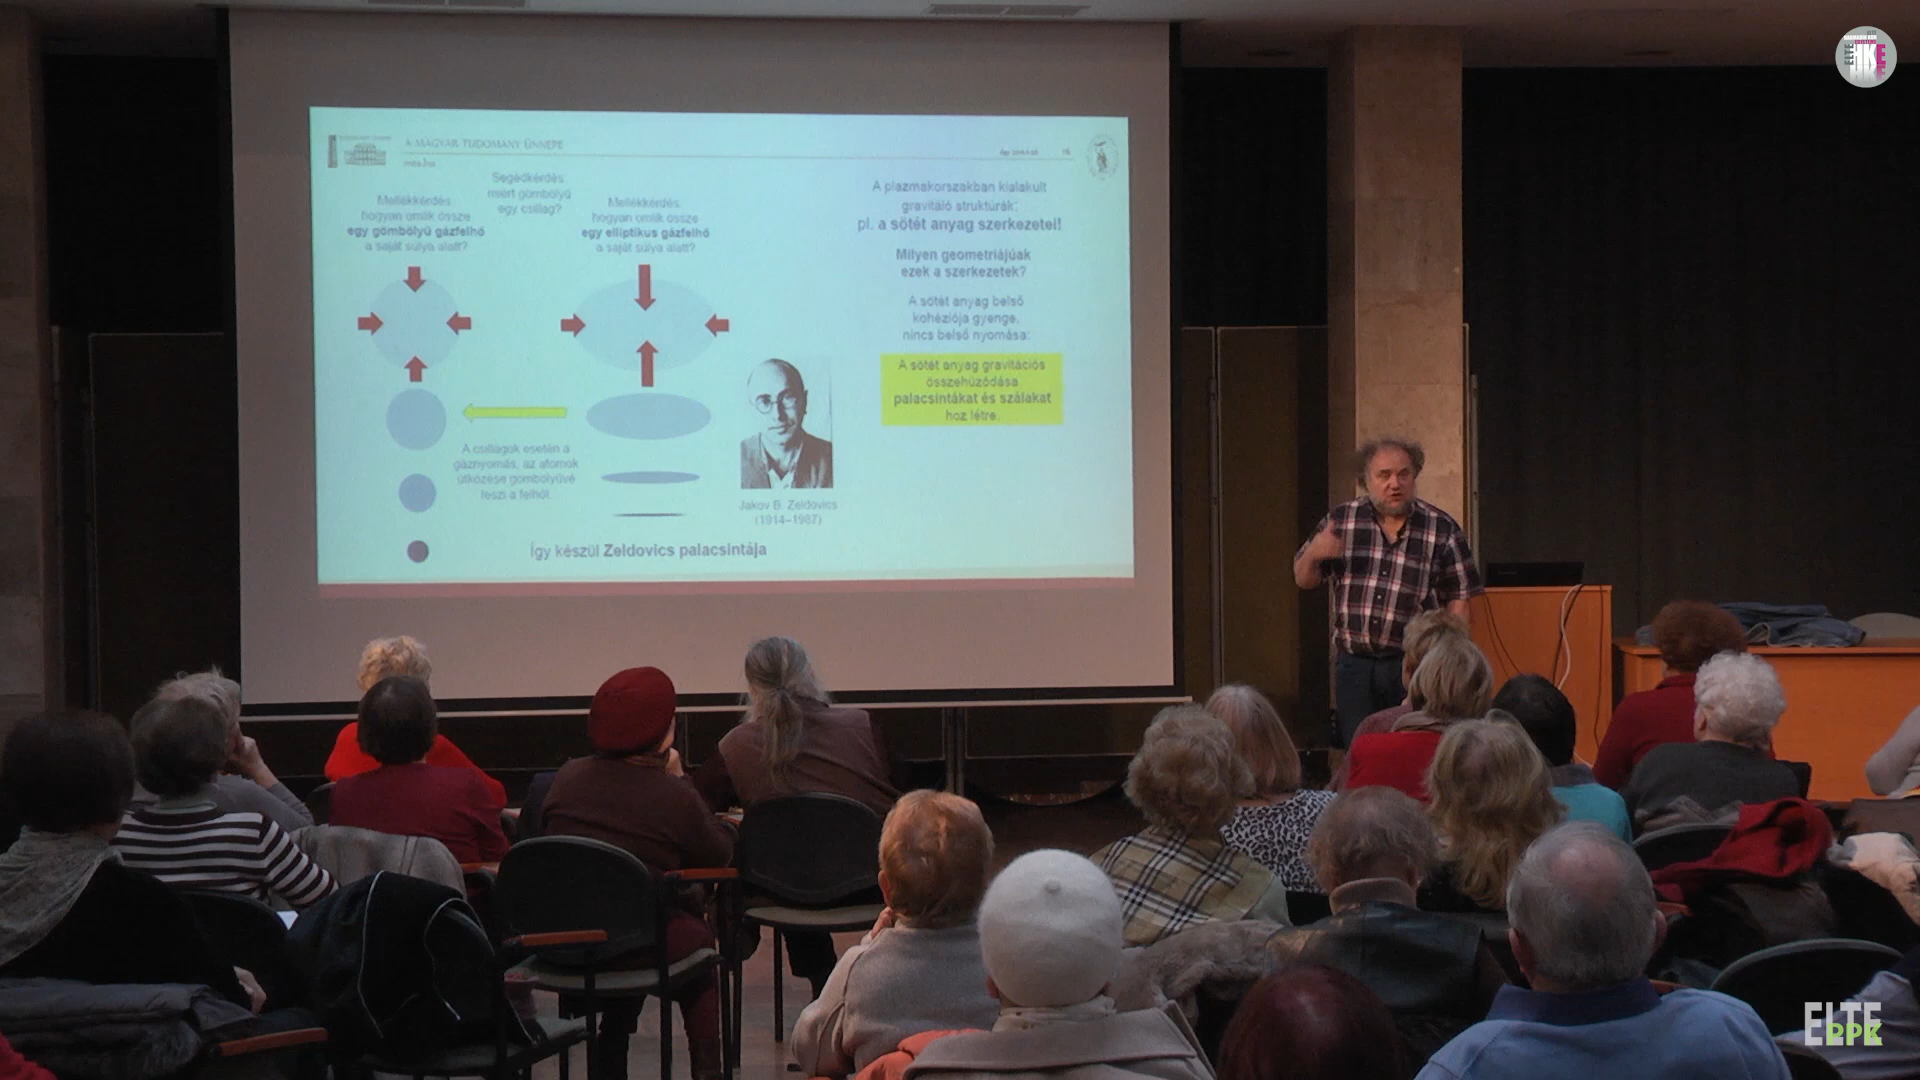 A MAGYAR TUDOMÁNY ÜNNEPE
Segédkérdés
miért gömbölyű
egy csillag?
Mellékkérdés
hogyan omlik össze
egy gömbölyű gázfelhő
a saját súlya alatt?
Mellékkérdés,
hogyan omlik össze
egy elliptikus gázfelhő
a saját súlya alatt?
A csillagok esetén a
gáznyomás, az atomok
ütközése gömbölyűvé
teszi a felhőt.
Jakov B. Zeldovics
(1914–1987)
Így készül Zeldovics palacsintája
A plazmakorszakban kialakult
gravitáló struktúrák:
pl. a sötét anyag szerkezetei!
Milyen geometriájúak
ezek a szerkezetek?
A sötét anyag belső
kohéziója gyenge,
nincs belső nyomása:
A sötét anyag gravitációs
összehúzódása
palacsintákat és szálakat
hoz létre.
ELTE
PPK